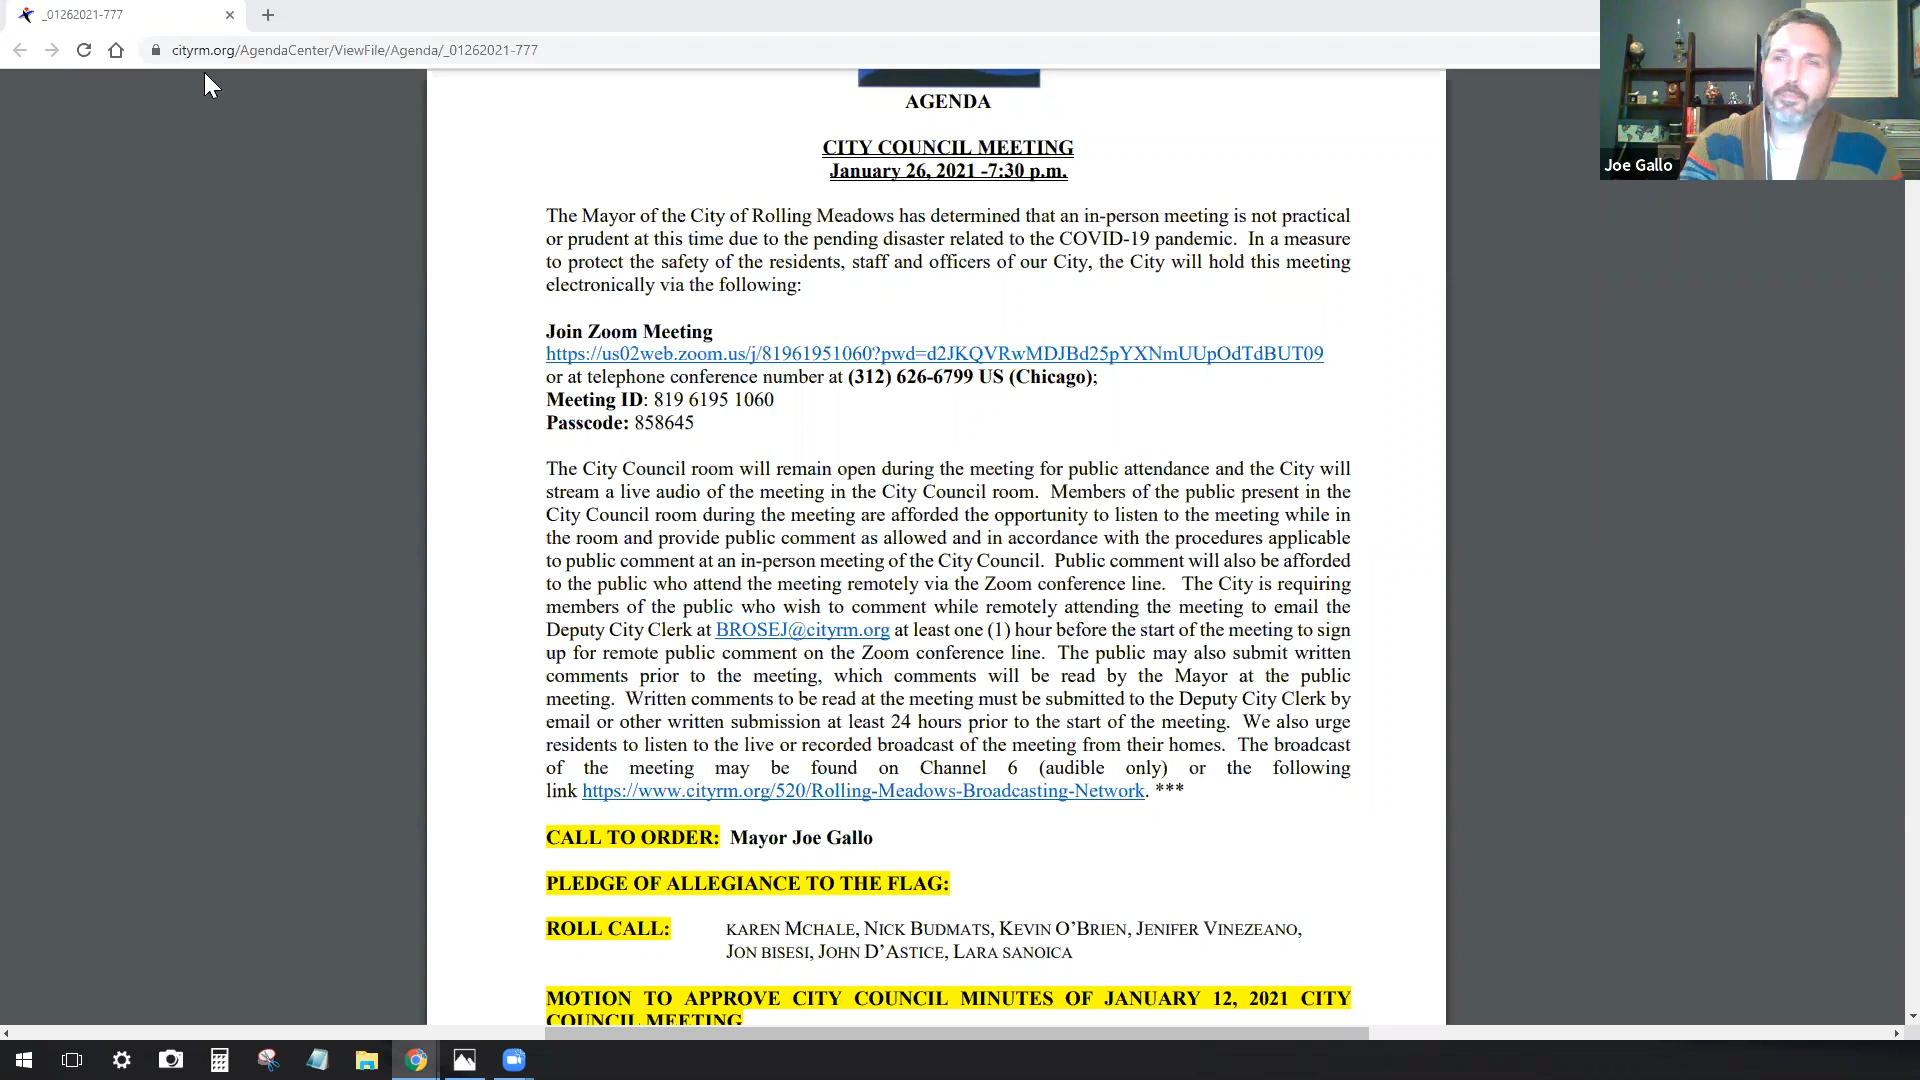 _01262021-777
cityrm.org/AgendaCenter/ViewFile/Agenda/_01262021-777
Joe Gallo
AGENDA
CITY COUNCIL MEETING
January 26, 2021 -7:30 p.m.
The Mayor of the City of Rolling Meadows has determined that an in-person meeting is not practical
or prudent at this time due to the pending disaster related to the COVID-19 pandemic. In a measure
to protect the safety of the residents, staff and officers of our City, the City will hold this meeting
electronically via the following:
Join Zoom Meeting
https://us02web.zoom.us/j/81961951060?pwd=d2JKQVRwMDJBd25pYXNmUUpOdTdBUT09
or at telephone conference number at (312) 626-6799 US (Chicago);
Meeting ID: 819 6195 1060
Passcode: 858645
The City Council room will remain open during the meeting for public attendance and the City will
stream a live audio of the meeting in the City Council room. Members of the public present in the
City Council room during the meeting are afforded the opportunity to listen to the meeting while in
the room and provide public comment as allowed and in accordance with the procedures applicable
to public comment at an in-person meeting of the City Council. Public comment will also be afforded
to the public who attend the meeting remotely via the Zoom conference line. The City is requiring
members of the public who wish to comment while remotely attending the meeting to email the
Deputy City Clerk at BROSEJ@cityrm.org at least one (1) hour before the start of the meeting to sign
up for remote public comment on the Zoom conference line. The public may also submit written
comments prior to the meeting, which comments will be read by the Mayor at the public
meeting. Written comments to be read at the meeting must be submitted to the Deputy City Clerk by
email or other written submission at least 24 hours prior to the start of the meeting. We also urge
residents to listen to the live or recorded broadcast of the meeting from their homes. The broadcast
of the meeting may be found on Channel 6 (audible only) or the following
link https://www.cityrm.org/520/Rolling-Meadows-Broadcasting-Network. ***
CALL TO ORDER: Mayor Joe Gallo
PLEDGE OF ALLEGIANCE TO THE FLAG:
ROLL CALL: KAREN MCHALE, NICK BUDMATS, KEVIN O'BRIEN, JENIFER VINEZEANO,
JON BISESI, JOHN D'ASTICE, LARA SANOICA
MOTION TO APPROVE CITY COUNCIL MINUTES OF JANUARY 12, 2021 CITY
COUNCIL MEETING